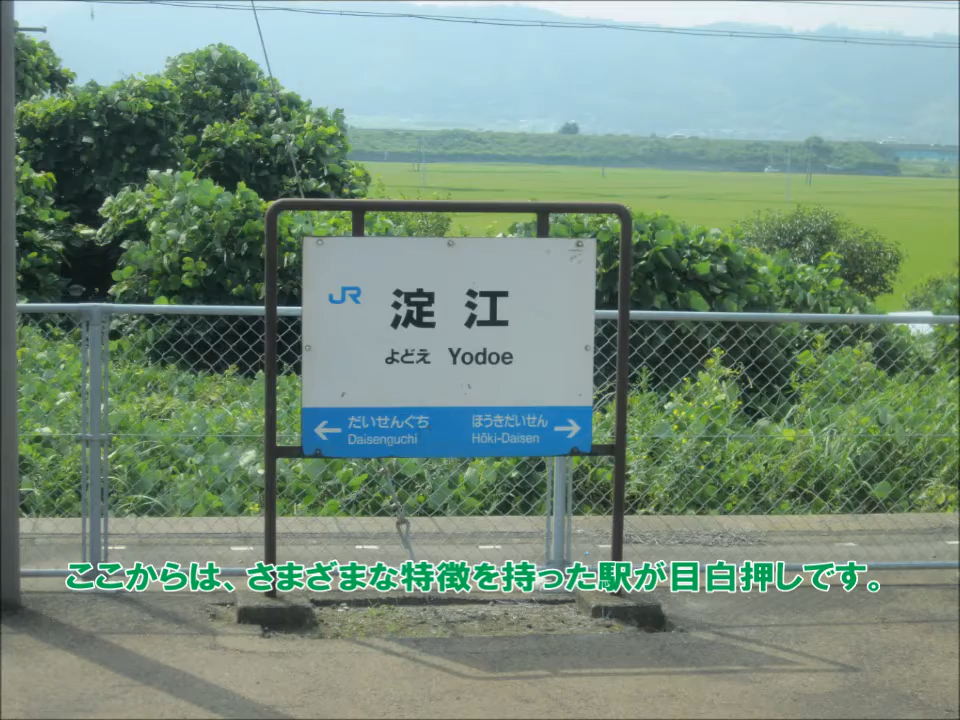 JR 淀江
よどえ Yodoe
← だいせんぐち ほうきだいせん →
Daisenguchi Hōki-Daisen
ここからは、さまざまな特徴を持った駅が目白押しです。